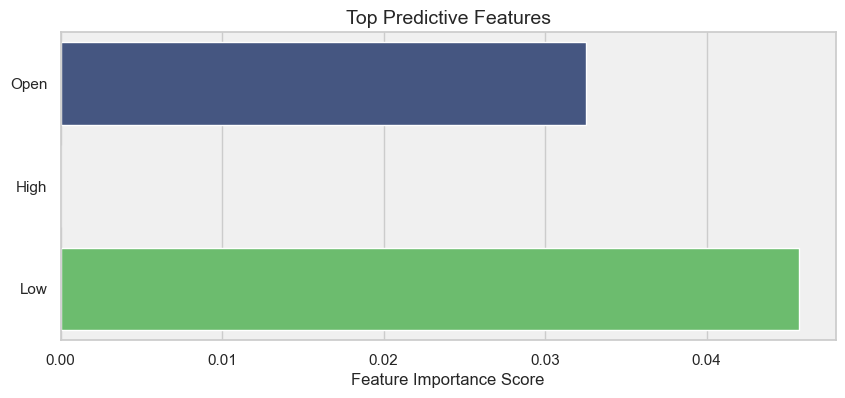 Top Predictive Features
Open
High
Low
0.00 0.01 0.02 0.03 0.04
Feature Importance Score